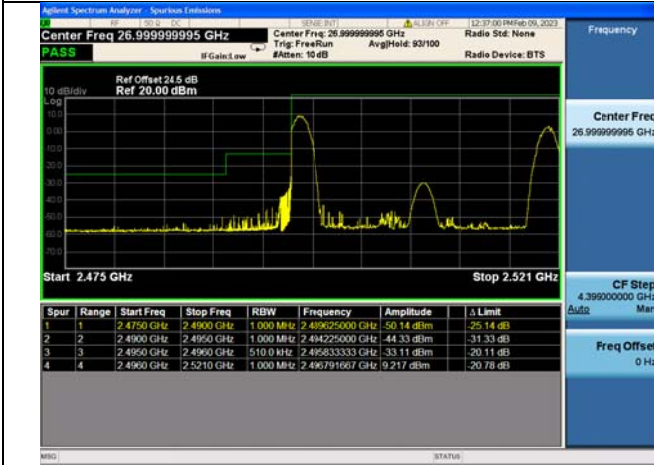 Agilent Spectrum Analyzer - Spurious Emissions
RF 50 Ω DC SENSE:INT ALIGN OFF 12:37:00 PM Feb 09, 2023
Center Freq 26.999999995 GHz
Center Freq: 26.999999995 GHz
Radio Std: None
Frequency
PASS
IFGain:Low
Trig: FreeRun
Avg|Hold: 93/100
#Atten: 10 dB
Radio Device: BTS
Ref Offset 24.5 dB
10 dB/div
Ref 20.00 dBm
Log
10.0
0.00
-10.0
-20.0
-30.0
-40.0
-50.0
-60.0
-70.0
Start 2.475 GHz
Stop 2.521 GHz
Center Freq
26.999999995 GHz
CF Step
4.399000000 GHz
Auto Man
Freq Offset
0 Hz
Spur Range Start Freq Stop Freq RBW Frequency Amplitude Δ Limit
1 1 2.4750 GHz 2.4900 GHz 1.000 MHz 2.489625000 GHz -50.14 dBm -25.14 dB
2 2 2.4900 GHz 2.4950 GHz 1.000 MHz 2.494225000 GHz -44.33 dBm -31.33 dB
3 3 2.4950 GHz 2.4960 GHz 510.0 kHz 2.495833333 GHz -33.11 dBm -20.11 dB
4 4 2.4960 GHz 2.5210 GHz 1.000 MHz 2.496791667 GHz 9.217 dBm -20.78 dB
MSG
STATUS